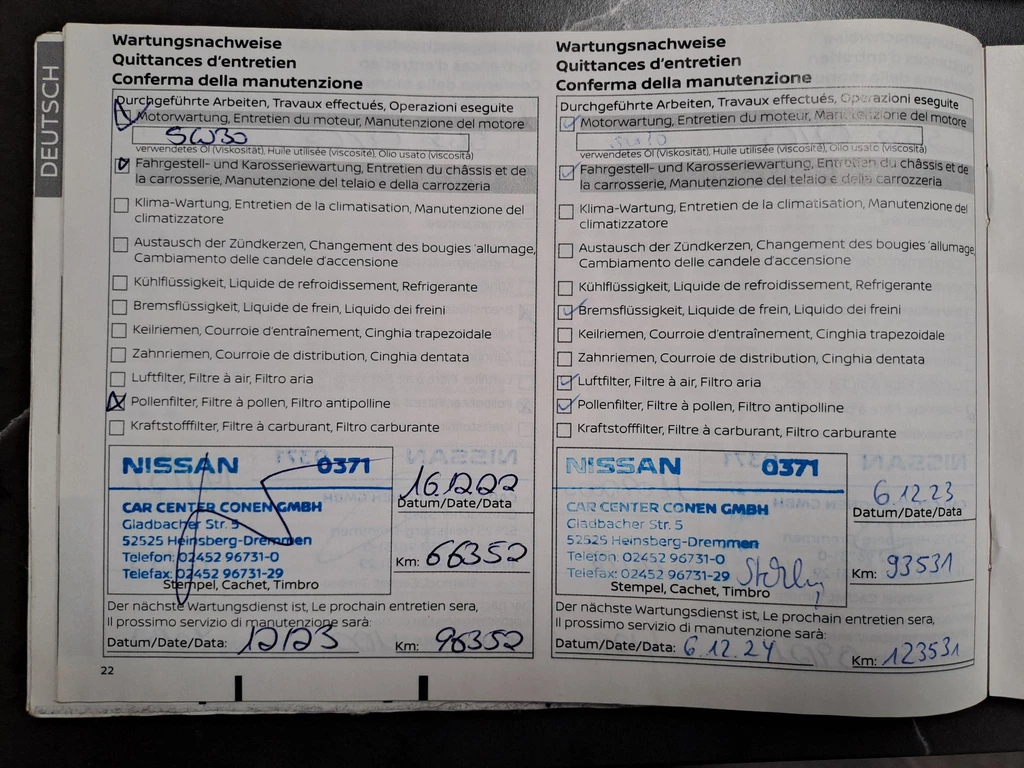 DEUTSCH
Wartungsnachweise
Quittances d'entretien
Conferma della manutenzione
Durchgeführte Arbeiten, Travaux effectués, Operazioni eseguite
Motorwartung, Entretien du moteur, Manutenzione del motore
5W30
verwendetes Öl (Viskosität), Huile utilisée (viscosité), Olio usato (viscosità)
Fahrgestell- und Karosseriewartung, Entretien du châssis et de
la carrosserie, Manutenzione del telaio e della carrozzeria
Klima-Wartung, Entretien de la climatisation, Manutenzione del
climatizzatore
Austausch der Zündkerzen, Changement des bougies 'allumage,
Cambiamento delle candele d'accensione
Kühlflüssigkeit, Liquide de refroidissement, Refrigerante
Bremsflüssigkeit, Liquide de frein, Liquido dei freini
Keilriemen, Courroie d'entraînement, Cinghia trapezoidale
Zahnriemen, Courroie de distribution, Cinghia dentata
Luftfilter, Filtre à air, Filtro aria
Pollenfilter, Filtre à pollen, Filtro antipolline
Kraftstofffilter, Filtre à carburant, Filtro carburante
NISSAN 0371
CAR CENTER CONEN GMBH
Gladbacher Str. 5
52525 Heinsberg-Dremmen
Telefon: 02452 96731-0
Telefax: 02452 96731-29
Stempel, Cachet, Timbro
16.12.22
Datum/Date/Data
Km: 66352
Der nächste Wartungsdienst ist, Le prochain entretien sera,
Il prossimo servizio di manutenzione sarà:
Datum/Date/Data: 12/23 Km: 96352
22
Wartungsnachweise
Quittances d'entretien
Conferma della manutenzione
Durchgeführte Arbeiten, Travaux effectués, Operazioni eseguite
Motorwartung, Entretien du moteur, Manutenzione del motore
verwendetes Öl (Viskosität), Huile utilisée (viscosité), Olio usato (viscosità)
Fahrgestell- und Karosseriewartung, Entretien du châssis et de
la carrosserie, Manutenzione del telaio e della carrozzeria
Klima-Wartung, Entretien de la climatisation, Manutenzione del
climatizzatore
Austausch der Zündkerzen, Changement des bougies 'allumage,
Cambiamento delle candele d'accensione
Kühlflüssigkeit, Liquide de refroidissement, Refrigerante
Bremsflüssigkeit, Liquide de frein, Liquido dei freini
Keilriemen, Courroie d'entraînement, Cinghia trapezoidale
Zahnriemen, Courroie de distribution, Cinghia dentata
Luftfilter, Filtre à air, Filtro aria
Pollenfilter, Filtre à pollen, Filtro antipolline
Kraftstofffilter, Filtre à carburant, Filtro carburante
NISSAN 0371
CAR CENTER CONEN GMBH
Gladbacher Str. 5
52525 Heinsberg-Dremmen
Telefon: 02452 96731-0
Telefax: 02452 96731-29
Stempel, Cachet, Timbro
6.12.23
Datum/Date/Data
Km: 93531
Der nächste Wartungsdienst ist, Le prochain entretien sera,
Il prossimo servizio di manutenzione sarà:
Datum/Date/Data: 6.12.24 Km: 123531